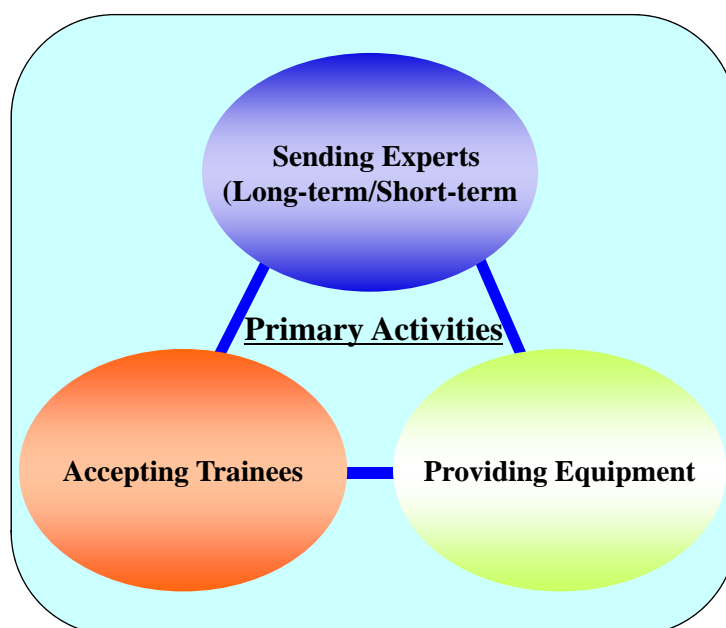 Sending Experts
(Long-term/Short-term
Primary Activities
Accepting Trainees
Providing Equipment